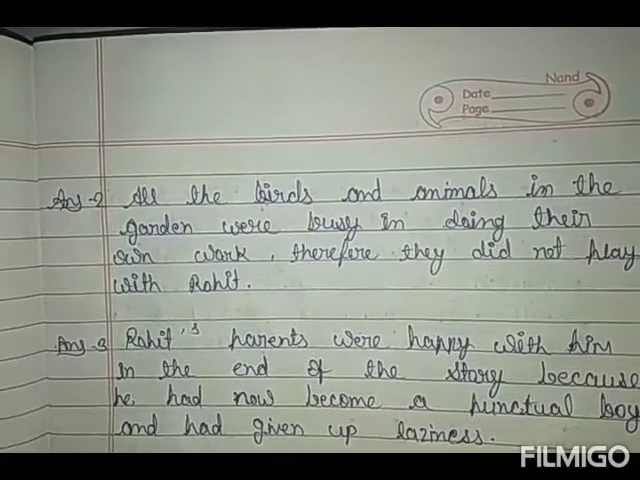 Nand
Date
Page
Ans-2 All the birds and animals in the
garden were busy in doing their
own work, therefore they did not play
with Rohit.
Ans-3 Rohit's parents were happy with him
in the end of the story because
he had now become a punctual boy
and had given up laziness.
FILMIGO